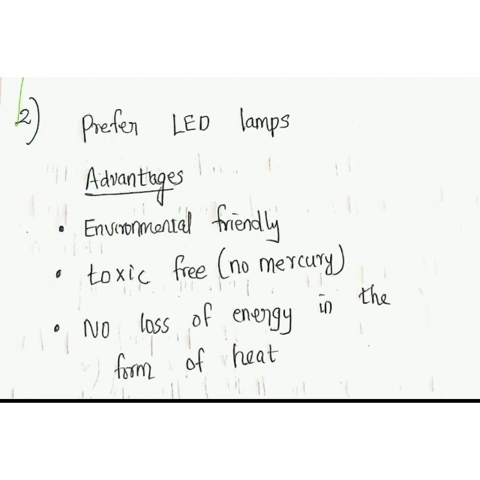 2) Prefer LED lamps
Advantages
• Environmental friendly
• toxic free (no mercury)
• NO loss of energy in the
form of heat